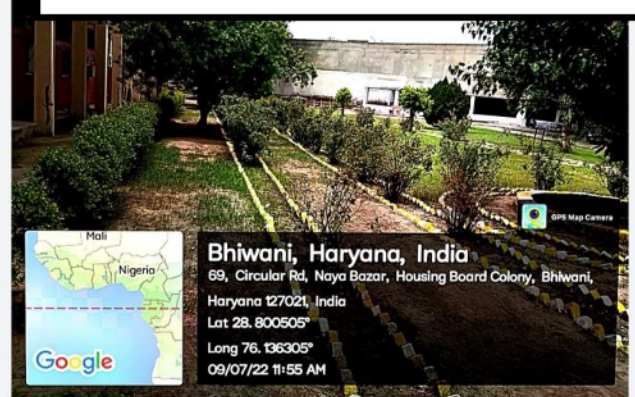 GPS Map Camera
Mali
Nigeria
Google
Bhiwani, Haryana, India
69, Circular Rd, Naya Bazar, Housing Board Colony, Bhiwani,
Haryana 127021, India
Lat 28. 800505°
Long 76. 136305°
09/07/22 11:55 AM